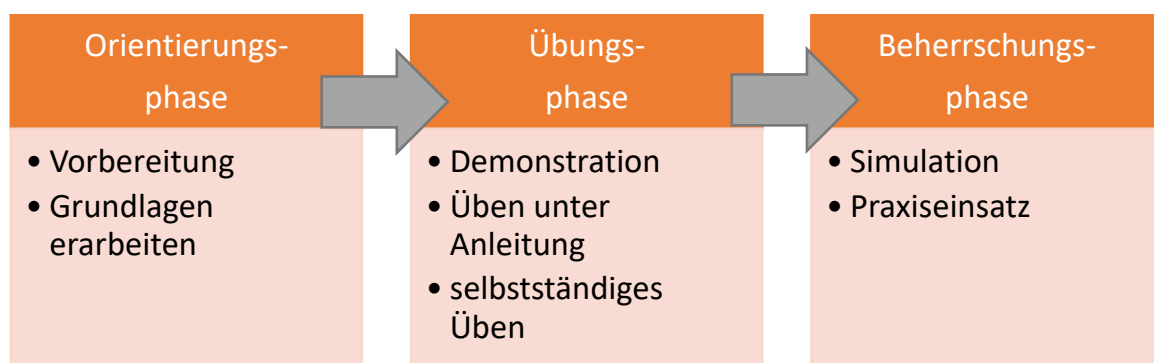 Orientierungs-
phase
• Vorbereitung
• Grundlagen
erarbeiten
Übungs-
phase
• Demonstration
• Üben unter
Anleitung
• selbstständiges
Üben
Beherrschungs-
phase
• Simulation
• Praxiseinsatz